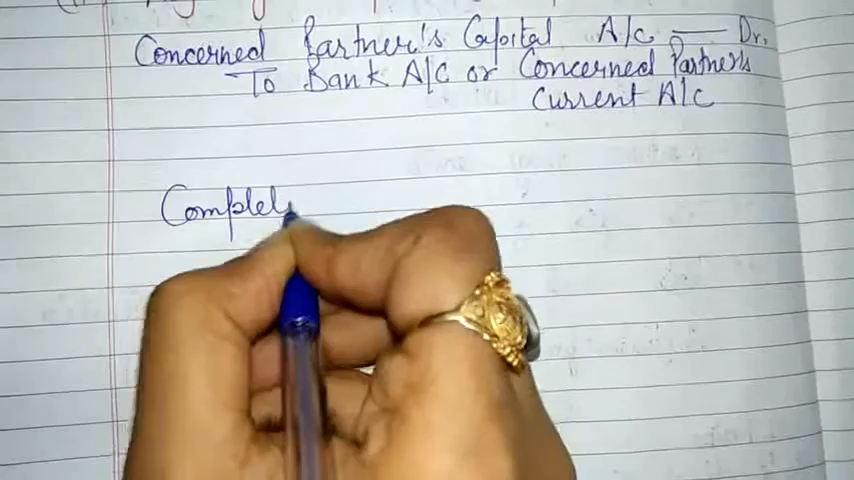 Concerned Partner's Capital A/c —— Dr.
To Bank A/C or Concerned Partner's
Current A/C
Complet